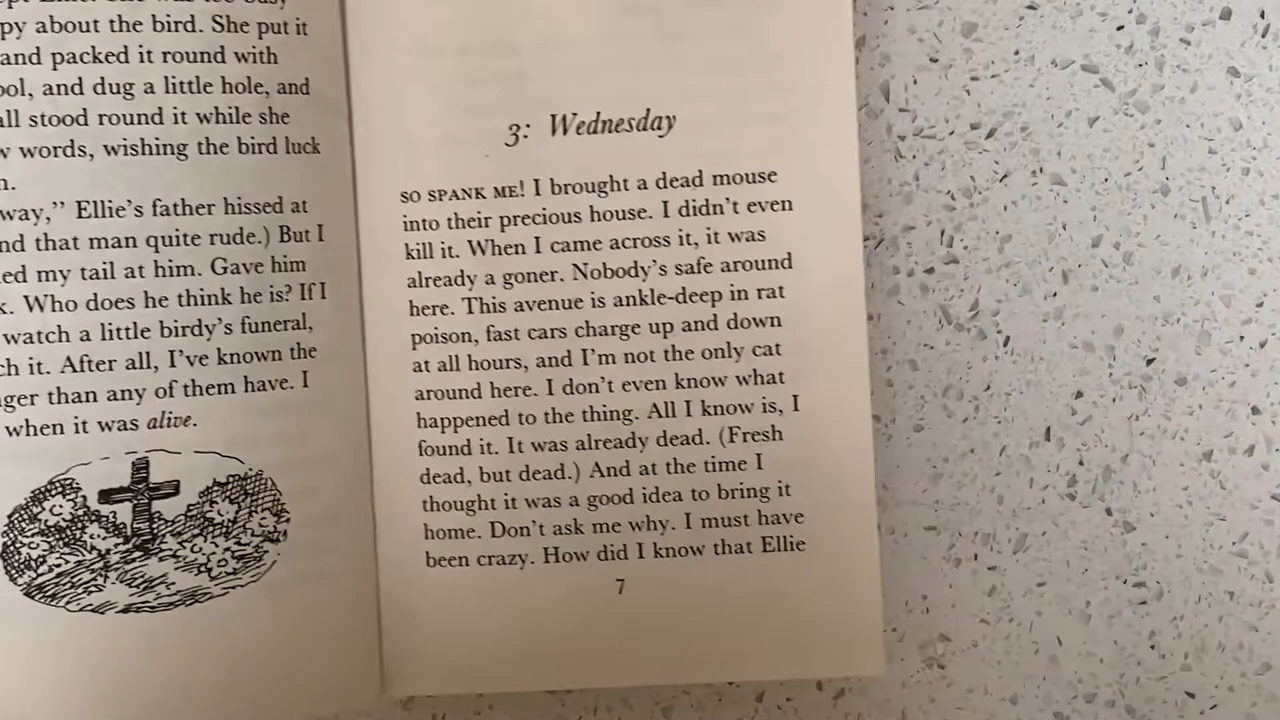 py about the bird. She put it
and packed it round with
ool, and dug a little hole, and
all stood round it while she
words, wishing the bird luck
way,” Ellie’s father hissed at
nd that man quite rude.) But I
ed my tail at him. Gave him
Who does he think he is? If I
watch a little birdy’s funeral,
ch it. After all, I’ve known the
ger than any of them have. I
when it was alive.
3: Wednesday
SO SPANK ME! I brought a dead mouse
into their precious house. I didn’t even
kill it. When I came across it, it was
already a goner. Nobody’s safe around
here. This avenue is ankle-deep in rat
poison, fast cars charge up and down
at all hours, and I’m not the only cat
around here. I don’t even know what
happened to the thing. All I know is, I
found it. It was already dead. (Fresh
dead, but dead.) And at the time I
thought it was a good idea to bring it
home. Don’t ask me why. I must have
been crazy. How did I know that Ellie
7